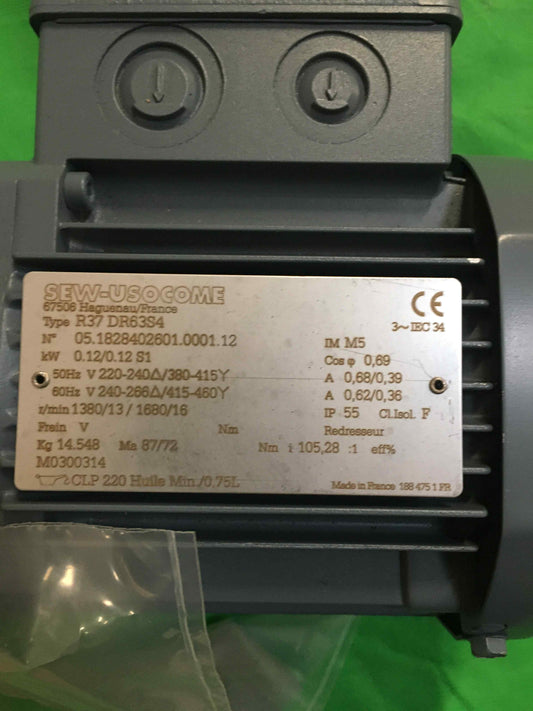 SEW-USOCOME
67506 Haguenau/France
Type R37 DR63S4
3~IEC 34
N° 05.1828402601.0001.12
IM M5
kW 0.12/0.12 S1
Cos φ 0,69
50Hz V 220-240Δ/380-415Y
A 0,68/0,39
60Hz V 240-266Δ/415-460Y
A 0,62/0,36
r/min 1380/13 / 1680/16
IP 55 Cl.Isol. F
Frein V Nm Redresseur
Kg 14.548 Ma 87/72 Nm i 105,28 :1 eff%
M0300314
CLP 220 Huile Min./0.75L
Made in France 188 475 1 FR